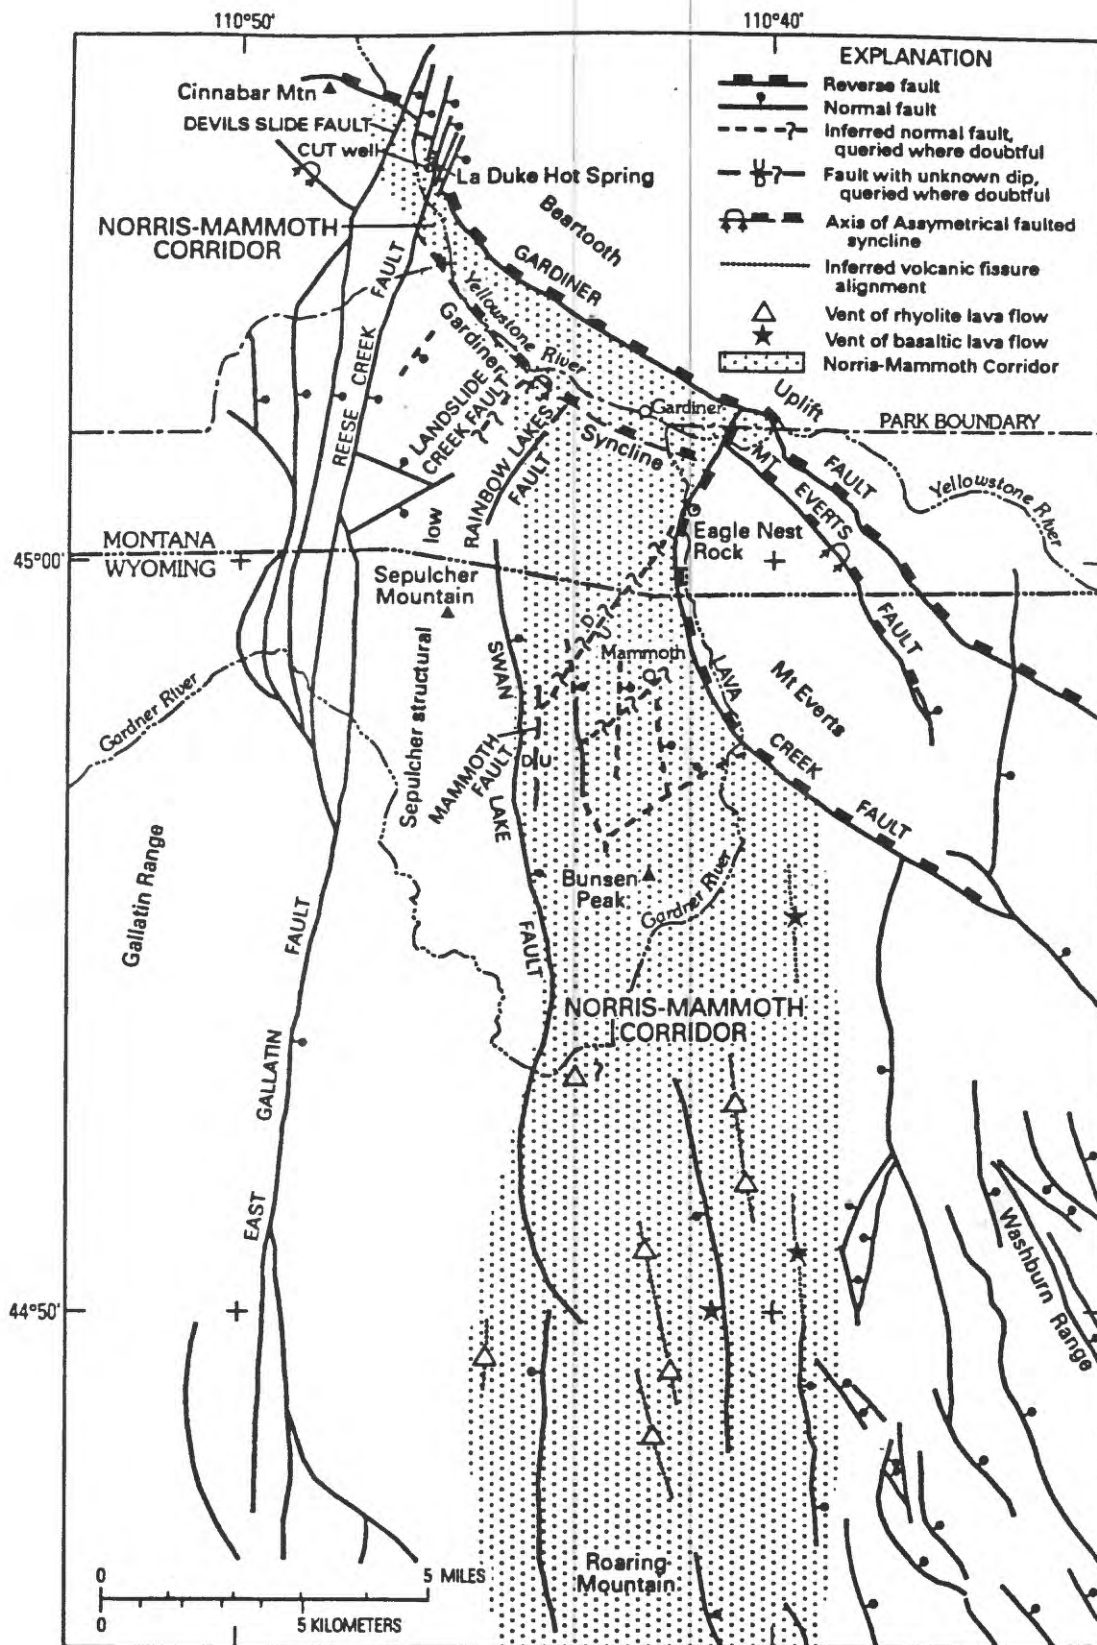 110°50'
110°40'
EXPLANATION
Reverse fault
Normal fault
Inferred normal fault,
queried where doubtful
Fault with unknown dip,
queried where doubtful
Axis of Assymetrical faulted
syncline
Inferred volcanic fissure
alignment
Vent of rhyolite lava flow
Vent of basaltic lava flow
Norris-Mammoth Corridor
Cinnabar Mtn
DEVILS SLIDE FAULT
CUT well
La Duke Hot Spring
NORRIS-MAMMOTH
CORRIDOR
Beartooth
Uplift
GARDINER
FAULT
Yellowstone
River
Gardiner
Syncline
Gardiner
PARK BOUNDARY
Yellowstone
River
REESE CREEK FAULT
LANDSLIDE
CREEK FAULT
RAINBOW LAKES
FAULT
MT
EVERTS
FAULT
Eagle Nest
Rock
MONTANA
WYOMING
45°00'
Sepulcher
Mountain
Sepulcher structural
low
SWAN
LAKE
FAULT
Mammoth
MAMMOTH
FAULT
D U
D
U
LAVA
CREEK
FAULT
Mt Everts
Gardner River
Gallatin Range
Bunsen
Peak
Gardner River
EAST GALLATIN FAULT
NORRIS-MAMMOTH
CORRIDOR
44°50'
Washburn Range
Roaring
Mountain
0 5 MILES
0 5 KILOMETERS